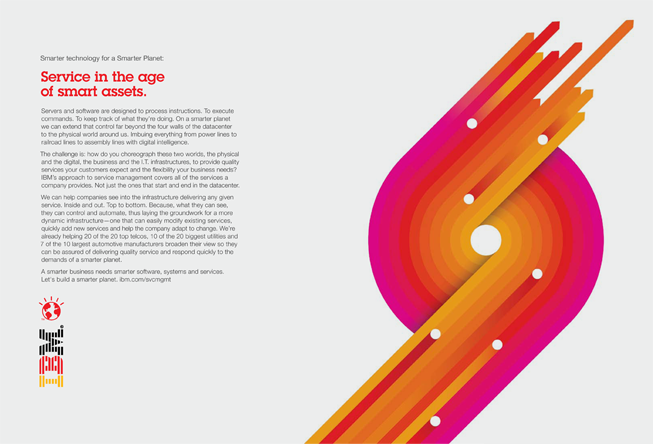 Smarter technology for a Smarter Planet:
Service in the age
of smart assets.
Servers and software are designed to process instructions. To execute
commands. To keep track of what they're doing. On a smarter planet
we can extend that control far beyond the four walls of the datacenter
to the physical world around us. Imbuing everything from power lines to
railroad lines to assembly lines with digital intelligence.
The challenge is: how do you choreograph these two worlds, the physical
and the digital, the business and the I.T. infrastructures, to provide quality
services your customers expect and the flexibility your business needs?
IBM's approach to service management covers all of the services a
company provides. Not just the ones that start and end in the datacenter.
We can help companies see into the infrastructure delivering any given
service. Inside and out. Top to bottom. Because, what they can see,
they can control and automate, thus laying the groundwork for a more
dynamic infrastructure—one that can easily modify existing services,
quickly add new services and help the company adapt to change. We're
already helping 20 of the 20 top telcos, 10 of the 20 biggest utilities and
7 of the 10 largest automotive manufacturers broaden their view so they
can be assured of delivering quality service and respond quickly to the
demands of a smarter planet.
A smarter business needs smarter software, systems and services.
Let's build a smarter planet. ibm.com/svcmgmt